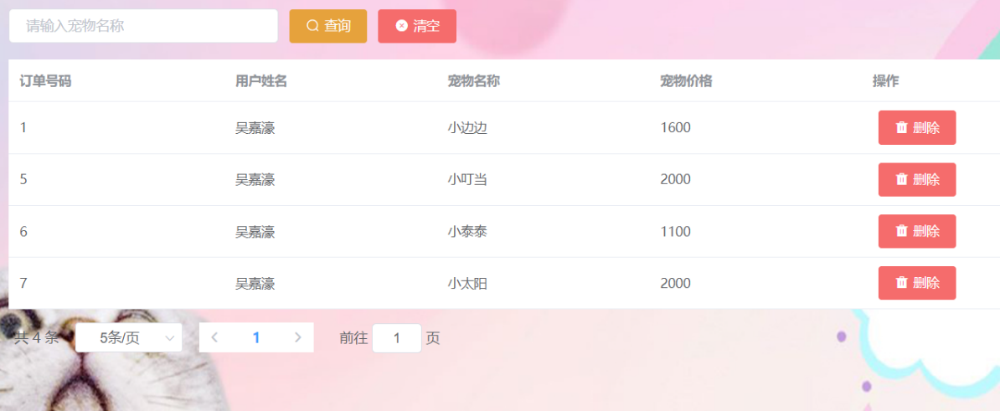 请输入宠物名称 查询 清空
订单号码 用户姓名 宠物名称 宠物价格 操作
1 吴嘉濠 小边边 1600 删除
5 吴嘉濠 小叮当 2000 删除
6 吴嘉濠 小泰泰 1100 删除
7 吴嘉濠 小太阳 2000 删除
共 4 条 5条/页 1 前往 1 页